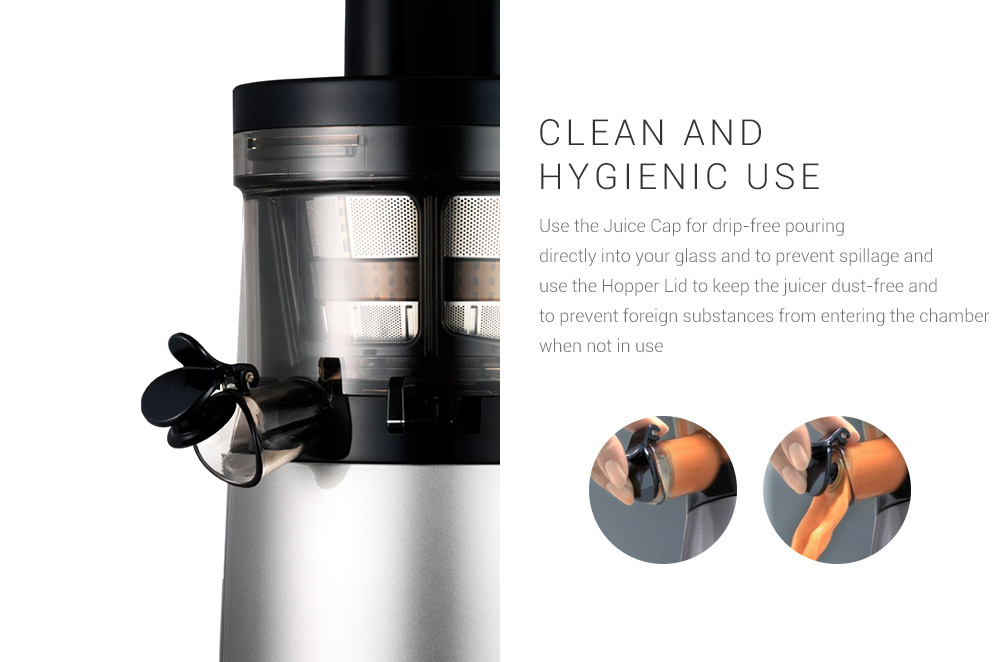 CLEAN AND
HYGIENIC USE
Use the Juice Cap for drip-free pouring
directly into your glass and to prevent spillage and
use the Hopper Lid to keep the juicer dust-free and
to prevent foreign substances from entering the chamber
when not in use